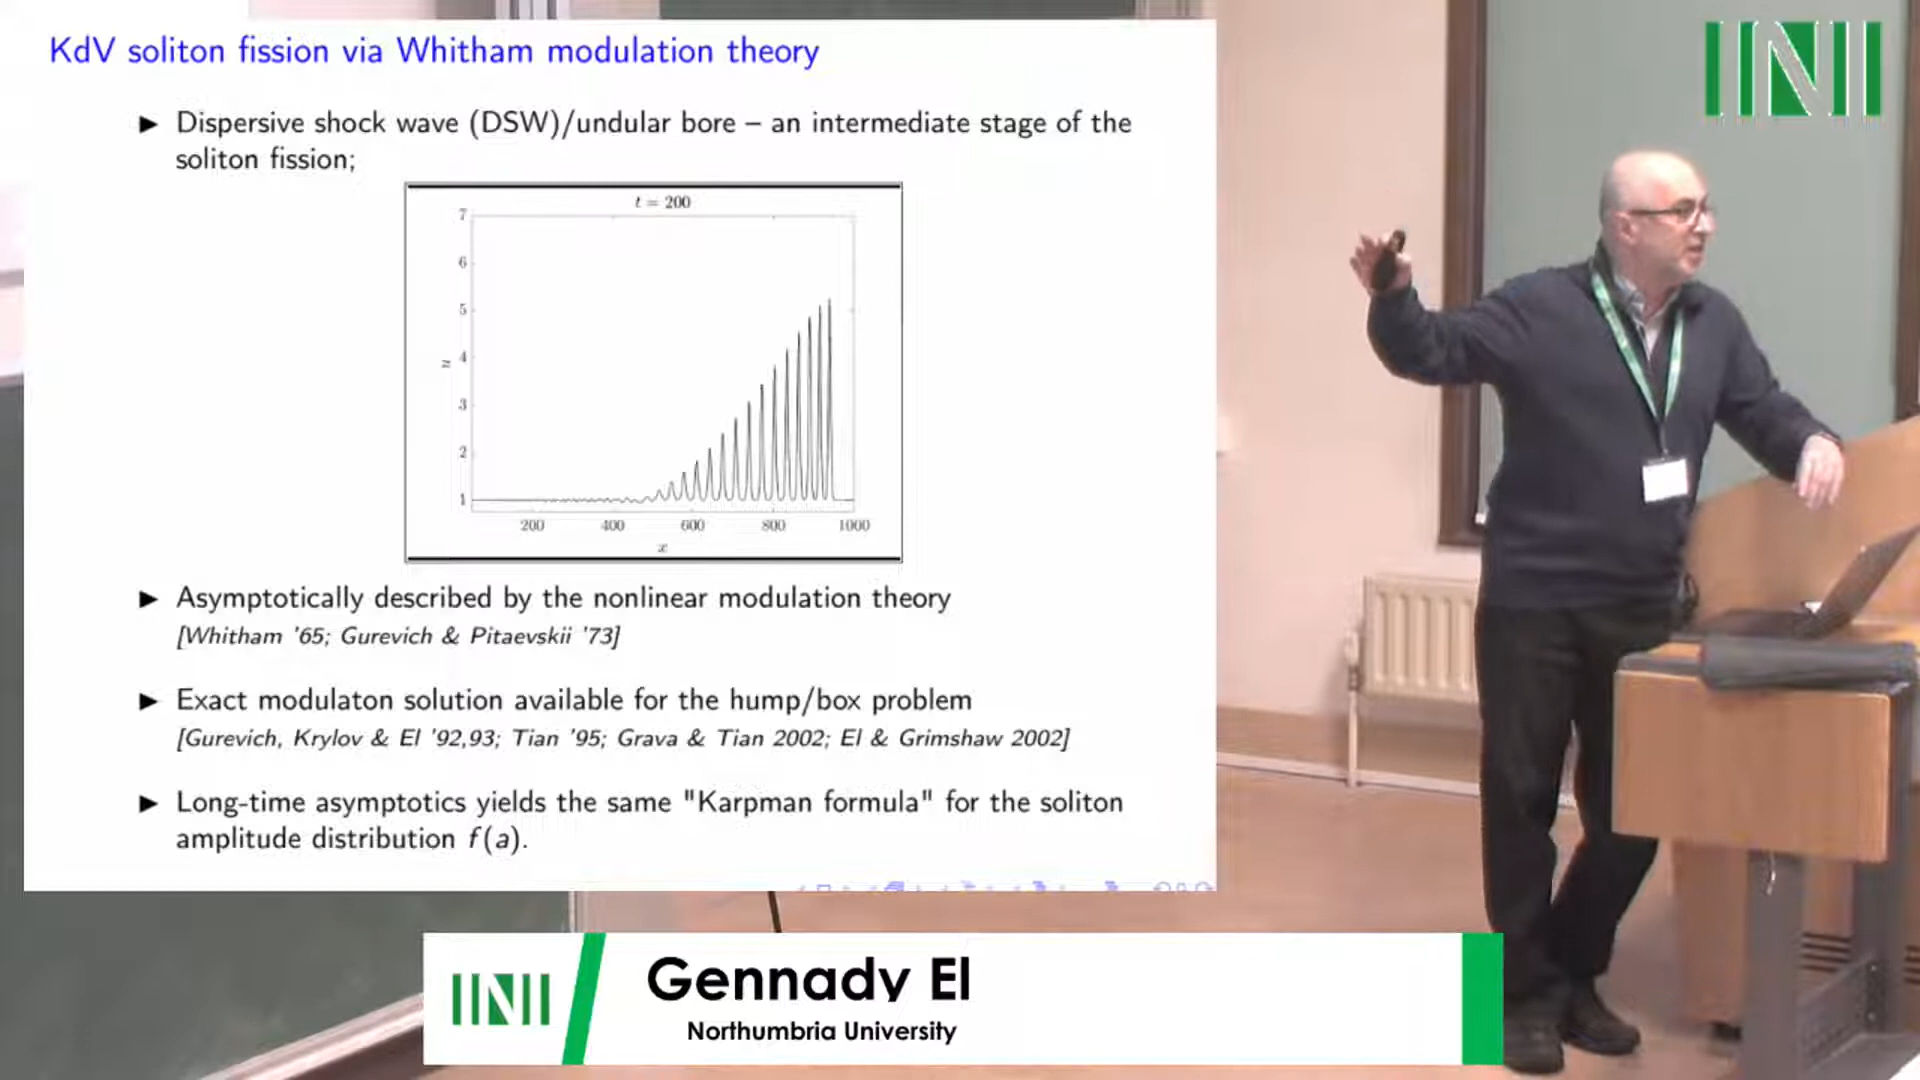 KdV soliton fission via Whitham modulation theory
INI
▶ Dispersive shock wave (DSW)/undular bore – an intermediate stage of the
soliton fission;
t = 200
7
6
5
4
3
2
1
u
200 400 600 800 1000
x
▶ Asymptotically described by the nonlinear modulation theory
[Whitham '65; Gurevich & Pitaevskii '73]
▶ Exact modulaton solution available for the hump/box problem
[Gurevich, Krylov & El '92,93; Tian '95; Grava & Tian 2002; El & Grimshaw 2002]
▶ Long-time asymptotics yields the same "Karpman formula" for the soliton
amplitude distribution f(a).
INI
Gennady El
Northumbria University